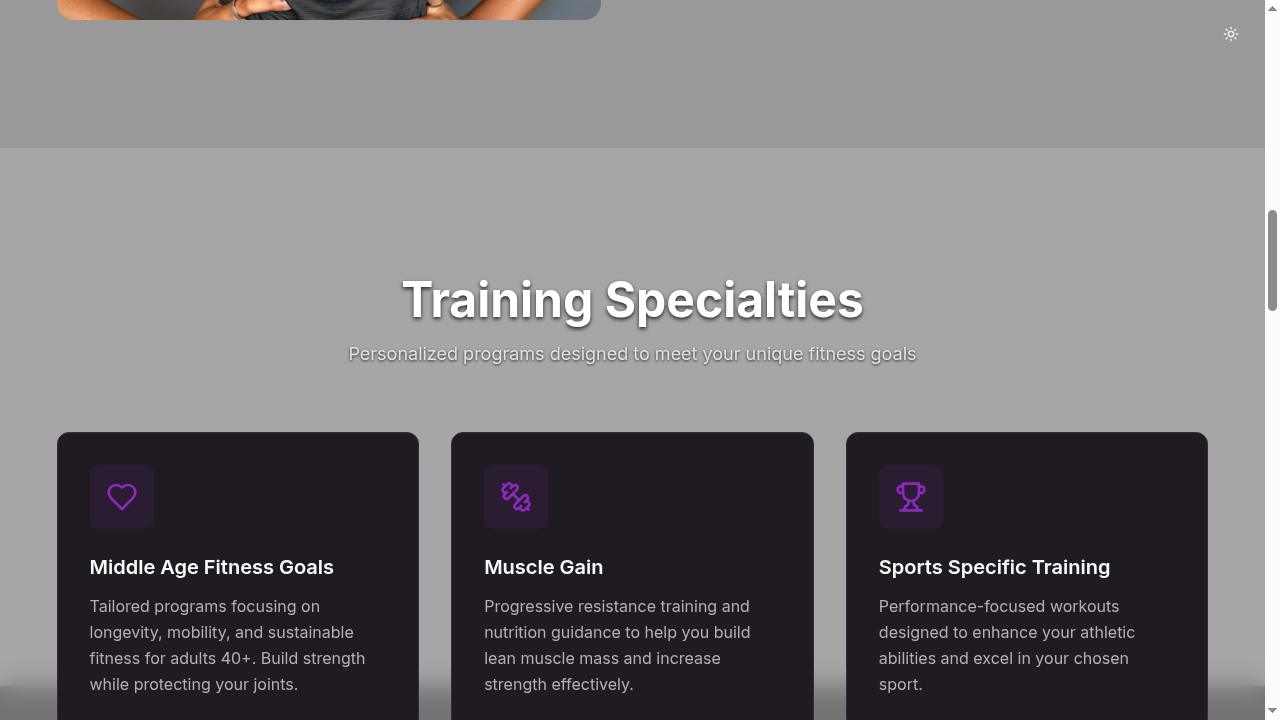 Training Specialties
Personalized programs designed to meet your unique fitness goals
Middle Age Fitness Goals
Tailored programs focusing on
longevity, mobility, and sustainable
fitness for adults 40+. Build strength
while protecting your joints.
Muscle Gain
Progressive resistance training and
nutrition guidance to help you build
lean muscle mass and increase
strength effectively.
Sports Specific Training
Performance-focused workouts
designed to enhance your athletic
abilities and excel in your chosen
sport.